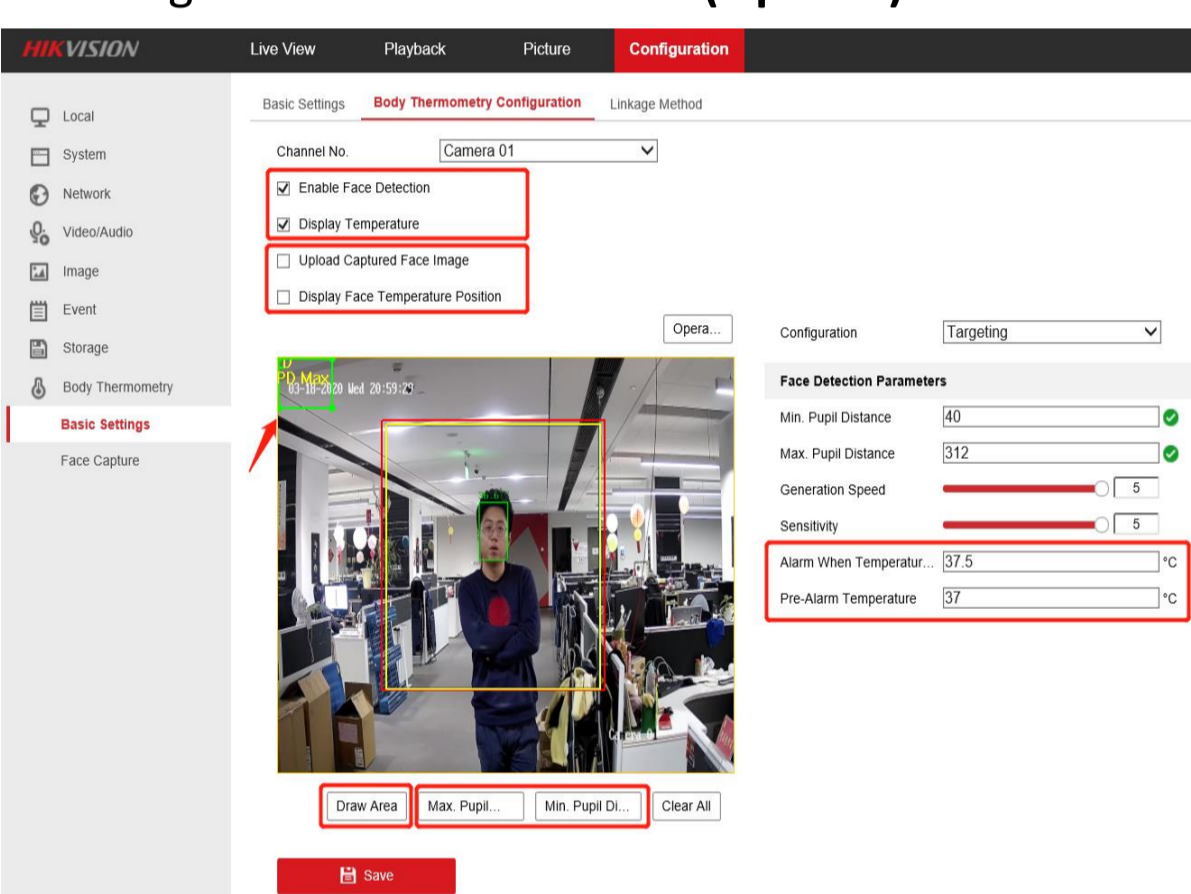 HIKVISION
Live View Playback Picture Configuration
Local
System
Network
Video/Audio
Image
Event
Storage
Body Thermometry
Basic Settings
Face Capture
Basic Settings Body Thermometry Configuration Linkage Method
Channel No. Camera 01
Enable Face Detection
Display Temperature
Upload Captured Face Image
Display Face Temperature Position
Opera...
PD Max
03-18-2020 Wed 20:59:29
Draw Area Max. Pupil... Min. Pupil Di... Clear All
Save
Configuration Targeting
Face Detection Parameters
Min. Pupil Distance 40
Max. Pupil Distance 312
Generation Speed 5
Sensitivity 5
Alarm When Temperatur... 37.5 °C
Pre-Alarm Temperature 37 °C